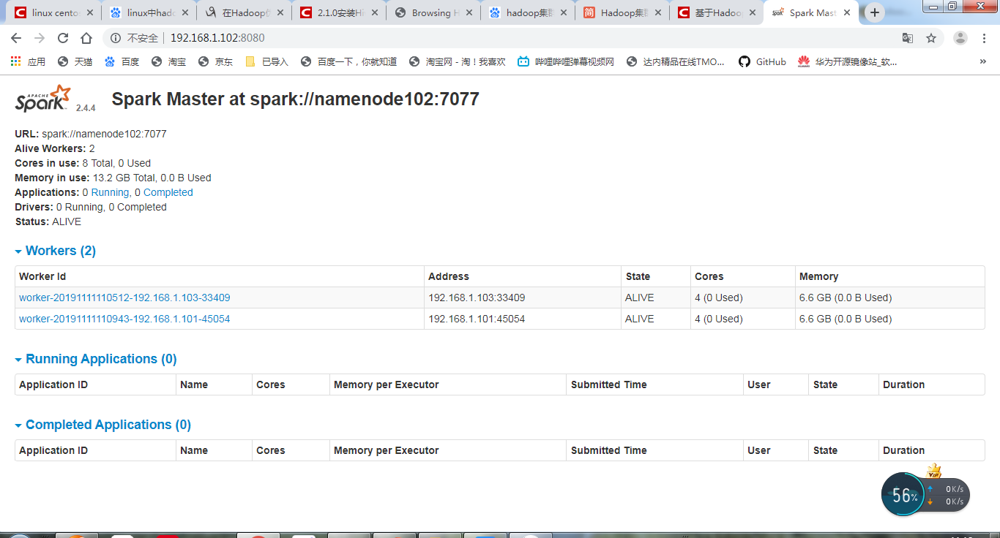 linux cento
linux中hado
在Hadoop伪
2.1.0安装Hi
Browsing H
hadoop集群
Hadoop集群
基于Hadoo
Spark Mast
不安全 192.168.1.102:8080
应用 天猫 百度 淘宝 京东 已导入 百度一下，你就知道 淘宝网 - 淘！我喜欢 哔哩哔哩弹幕视频网 达内精品在线TMO... GitHub 华为开源镜像站_软... »
APACHE Spark 2.4.4 Spark Master at spark://namenode102:7077
URL: spark://namenode102:7077
Alive Workers: 2
Cores in use: 8 Total, 0 Used
Memory in use: 13.2 GB Total, 0.0 B Used
Applications: 0 Running, 0 Completed
Drivers: 0 Running, 0 Completed
Status: ALIVE
Workers (2)
Worker Id Address State Cores Memory
worker-20191111110512-192.168.1.103-33409 192.168.1.103:33409 ALIVE 4 (0 Used) 6.6 GB (0.0 B Used)
worker-20191111110943-192.168.1.101-45054 192.168.1.101:45054 ALIVE 4 (0 Used) 6.6 GB (0.0 B Used)
Running Applications (0)
Application ID Name Cores Memory per Executor Submitted Time User State Duration
Completed Applications (0)
Application ID Name Cores Memory per Executor Submitted Time User State Duration
VIP
56% 0K/s
0K/s